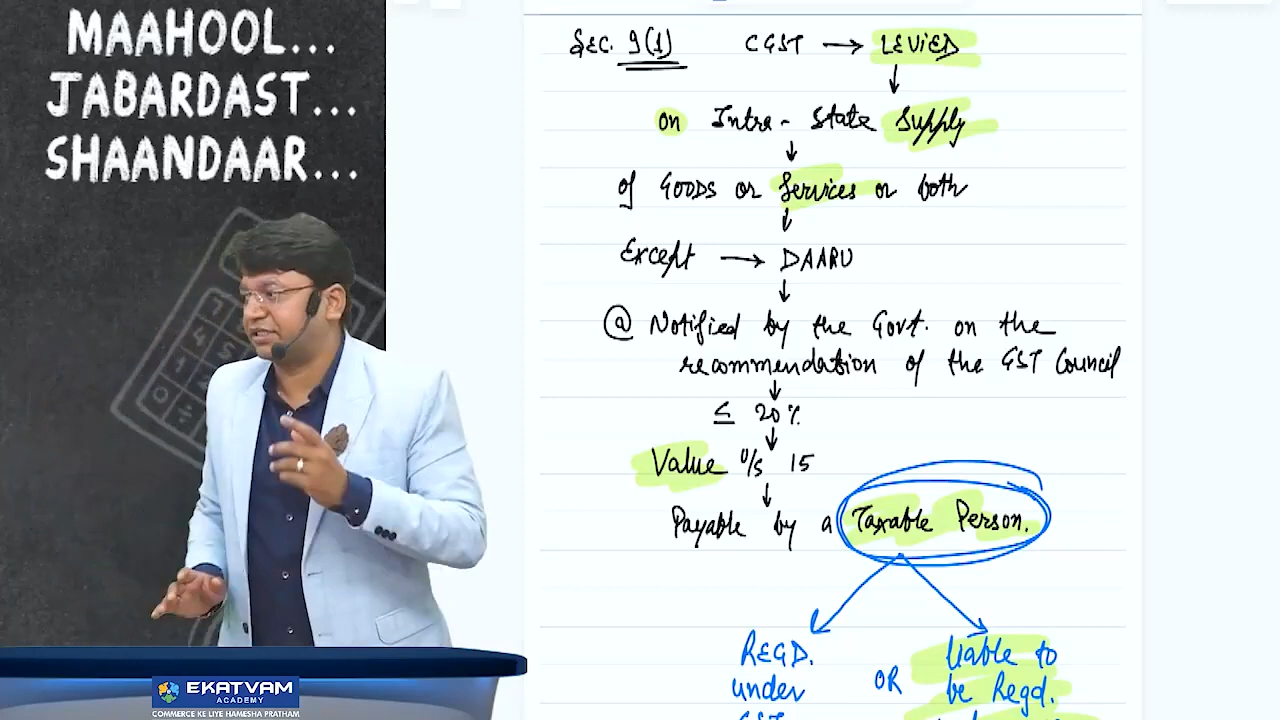 MAAHOOL...
JABARDAST...
SHAANDAAR...
SEC. 9(1) CGST → LEVIED
↓
on Intra-State Supply
↓
of GOODS or Services or both
↓
Except → DAARU
↓
@ Notified by the Govt. on the
recommendation of the GST Council
↓
≤ 20%
↓
Value u/s 15
↓
Payable by a Taxable Person.
REGD. OR liable to
under be Regd.
EKATVAM
ACADEMY
COMMERCE KE LIYE HAMESHA PRATHAM